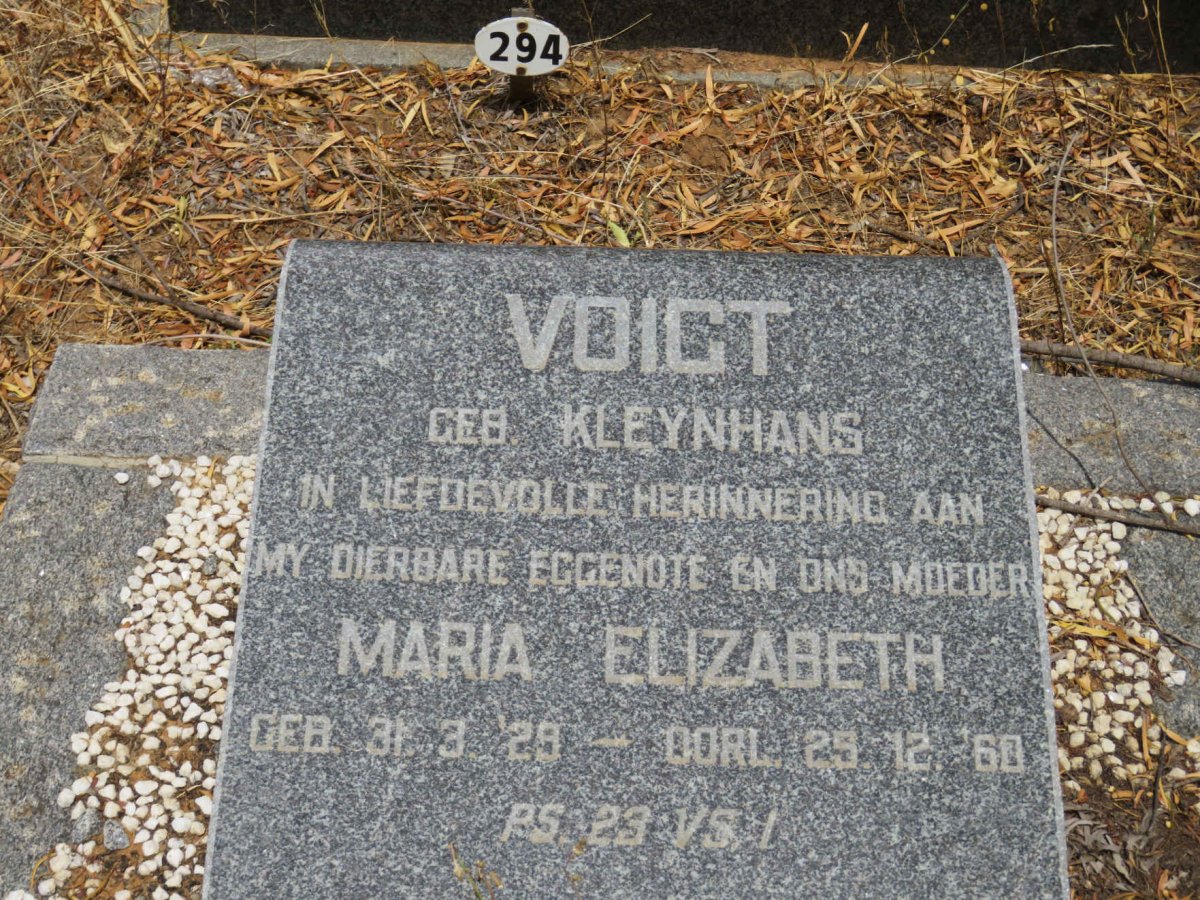 294
VOIGT
GEB. KLEYNHANS
IN LIEFDEVOLLE HERINNERING AAN
MY DIERBARE EGGENOTE EN ONS MOEDER
MARIA ELIZABETH
GEB. 31. 3. '29 – OORL. 25. 12. '60
PS. 23 VS. 1